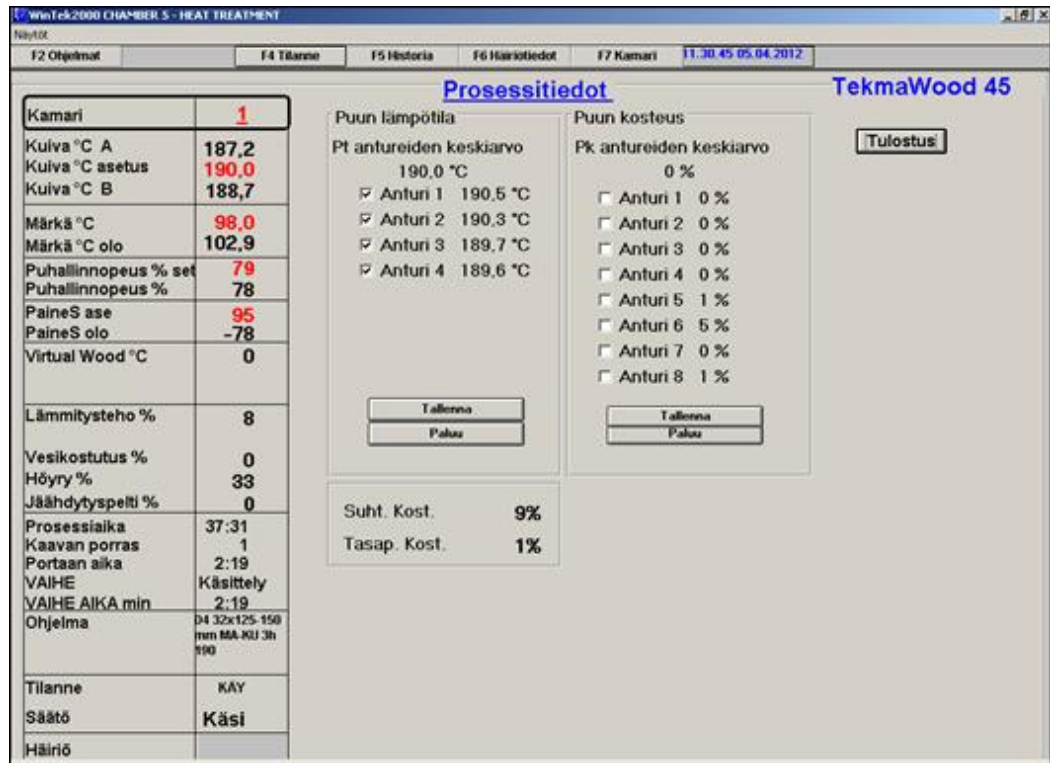 WinTek2000 CHAMBER 5 - HEAT TREATMENT
Näytöt
F2 Ohjelmat F4 Tilanne F5 Historia F6 Häiriötiedot F7 Kamari 11.30.45 05.04.2012
Prosessitiedot
TekmaWood 45
Tulostus
Kamari 1
Kuiva °C A 187,2
Kuiva °C asetus 190,0
Kuiva °C B 188,7
Märkä °C 98,0
Märkä °C olo 102,9
Puhallinnopeus % set 79
Puhallinnopeus % 78
PaineS ase 95
PaineS olo -78
Virtual Wood °C 0
Lämmitysteho % 8
Vesikostutus % 0
Höyry % 33
Jäähdytyspelti % 0
Prosessiaika 37:31
Kaavan porras 1
Portaan aika 2:19
VAIHE Käsittely
VAIHE AIKA min 2:19
Ohjelma 04 32x125-150
mm MA-KU 3h
190
Tilanne KÄY
Säätö Käsi
Häiriö
Puun lämpötila
Pt antureiden keskiarvo
190,0 °C
Anturi 1 190,5 °C
Anturi 2 190,3 °C
Anturi 3 189,7 °C
Anturi 4 189,6 °C
Tallenna
Paluu
Puun kosteus
Pk antureiden keskiarvo
0 %
Anturi 1 0 %
Anturi 2 0 %
Anturi 3 0 %
Anturi 4 0 %
Anturi 5 1 %
Anturi 6 5 %
Anturi 7 0 %
Anturi 8 1 %
Tallenna
Paluu
Suht. Kost. 9%
Tasap. Kost. 1%